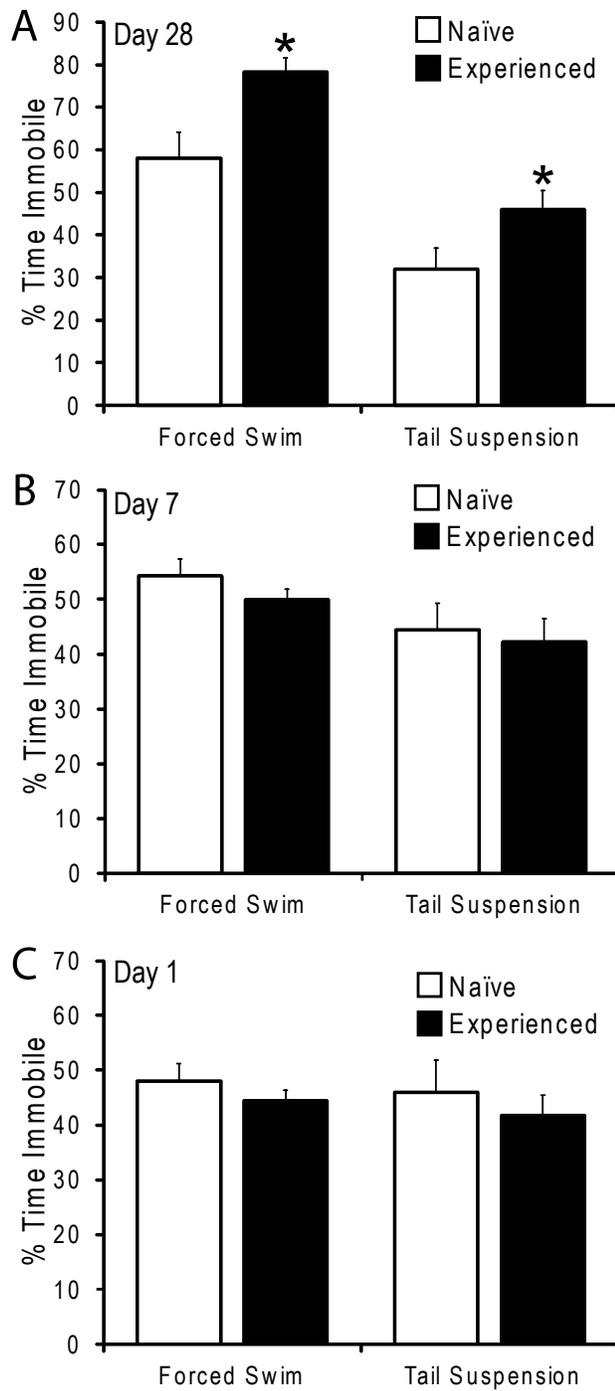 A
Day 28
Naïve
Experienced
% Time Immobile
90
80
70
60
50
40
30
20
10
0
*
*
Forced Swim Tail Suspension
B
Day 7
Naïve
Experienced
% Time Immobile
70
60
50
40
30
20
10
0
Forced Swim Tail Suspension
C
Day 1
Naïve
Experienced
% Time Immobile
70
60
50
40
30
20
10
0
Forced Swim Tail Suspension